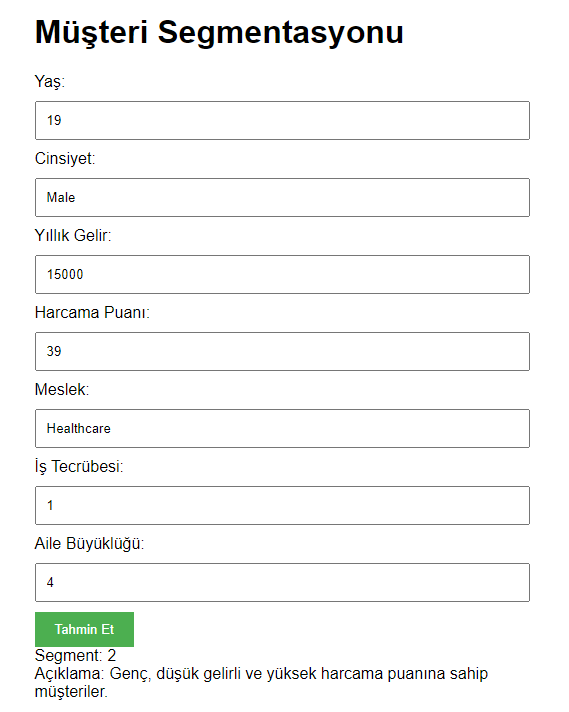 Müşteri Segmentasyonu
Yaş:
19
Cinsiyet:
Male
Yıllık Gelir:
15000
Harcama Puanı:
39
Meslek:
Healthcare
İş Tecrübesi:
1
Aile Büyüklüğü:
4
Tahmin Et
Segment: 2
Açıklama: Genç, düşük gelirli ve yüksek harcama puanına sahip
müşteriler.